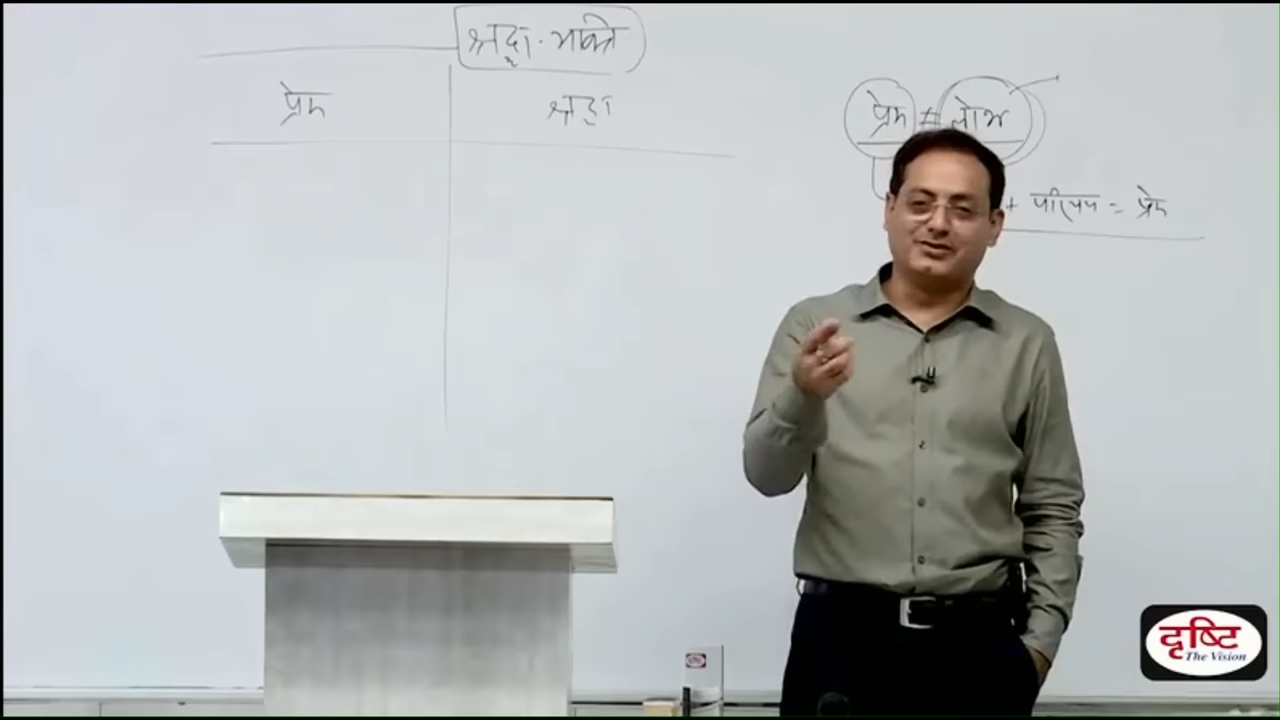 श्रद्धा-भक्ति
प्रेम श्रद्धा
प्रेम ≠ लोभ
+ परिचय = प्रेम
दृष्टि
The Vision